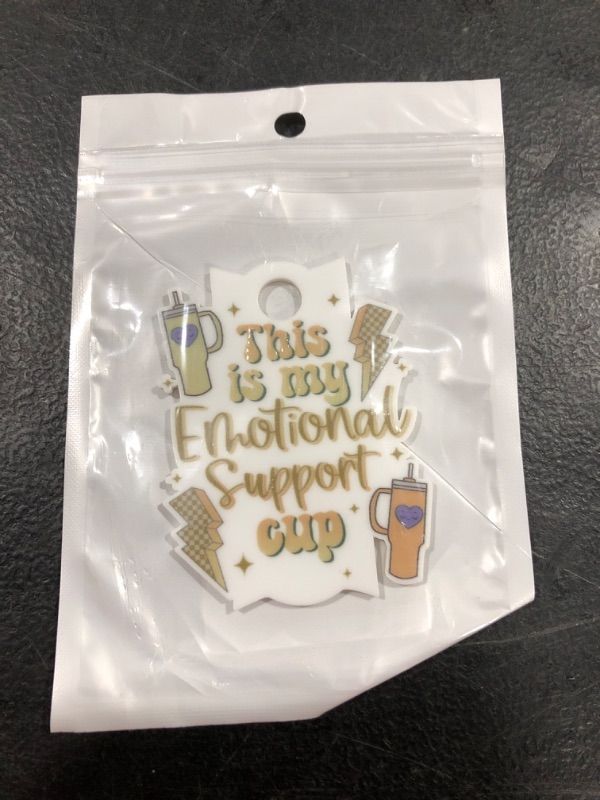 This
is my
Emotional
Support
cup